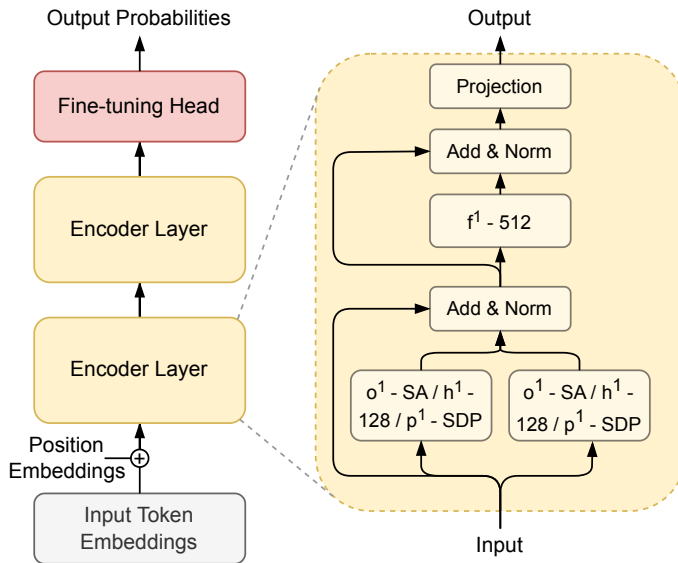 Output Probabilities
Fine-tuning Head
Encoder Layer
Encoder Layer
Position
Embeddings
Input Token
Embeddings
Output
Projection
Add & Norm
f¹ - 512
Add & Norm
o¹ - SA / h¹ -
128 / p¹ - SDP
o¹ - SA / h¹ -
128 / p¹ - SDP
Input